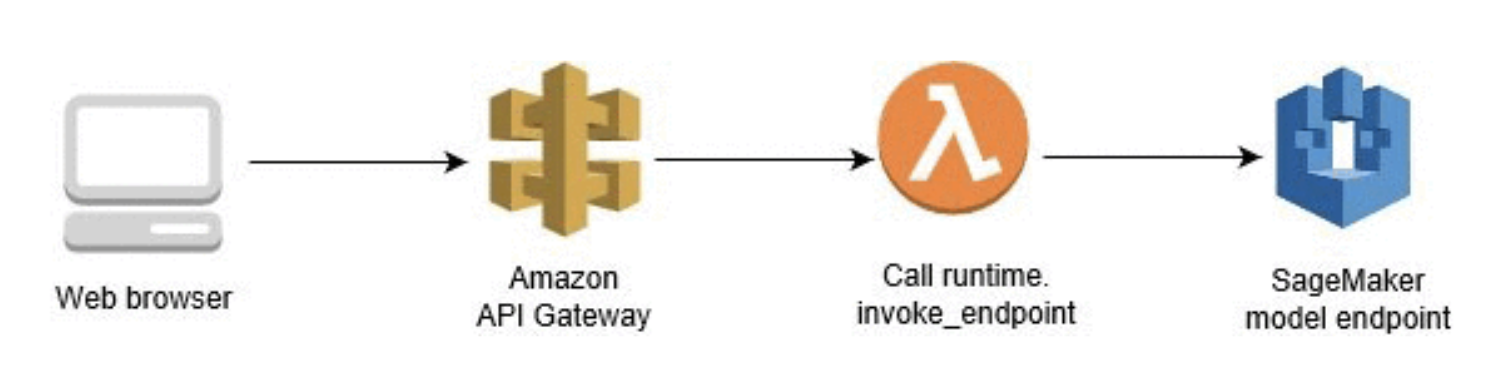 Web browser
Amazon
API Gateway
Call runtime.
invoke_endpoint
SageMaker
model endpoint